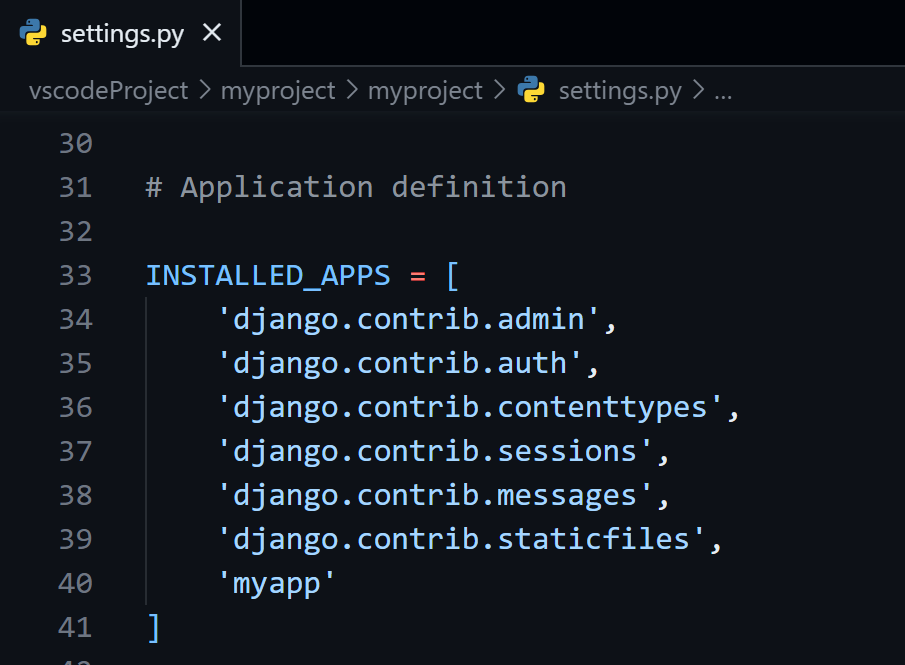 settings.py
vscodeProject > myproject > myproject > settings.py > ...
30
31 # Application definition
32
33 INSTALLED_APPS = [
34     'django.contrib.admin',
35     'django.contrib.auth',
36     'django.contrib.contenttypes',
37     'django.contrib.sessions',
38     'django.contrib.messages',
39     'django.contrib.staticfiles',
40     'myapp'
41 ]